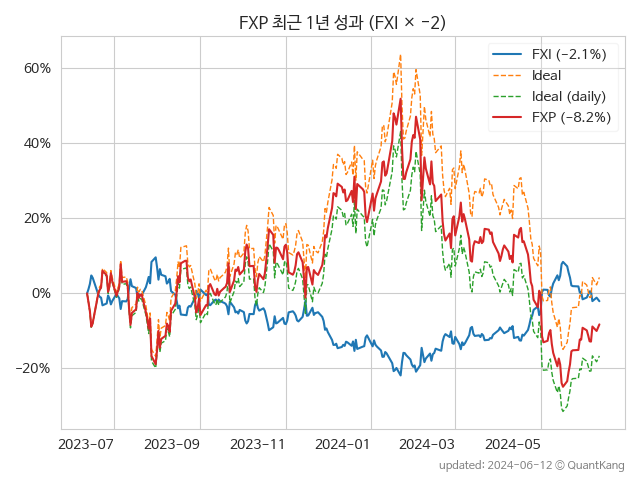 FXP 최근 1년 성과 (FXI × −2)
FXI (−2.1%)
Ideal
Ideal (daily)
FXP (−8.2%)
60%
40%
20%
0%
−20%
2023-07 2023-09 2023-11 2024-01 2024-03 2024-05
updated: 2024-06-12 © QuantKang